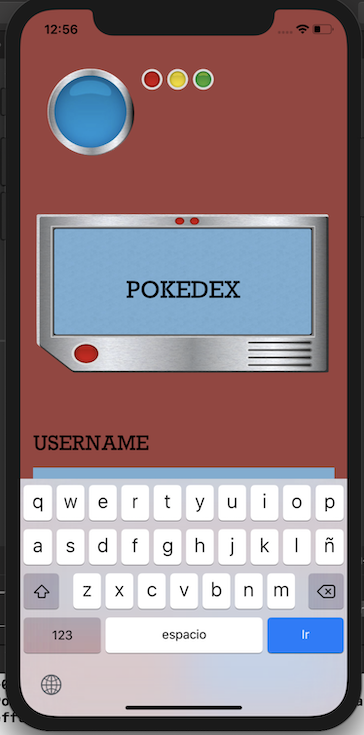 12:56
POKEDEX
USERNAME
q w e r t y u i o p
a s d f g h j k l ñ
z x c v b n m
123 espacio Ir